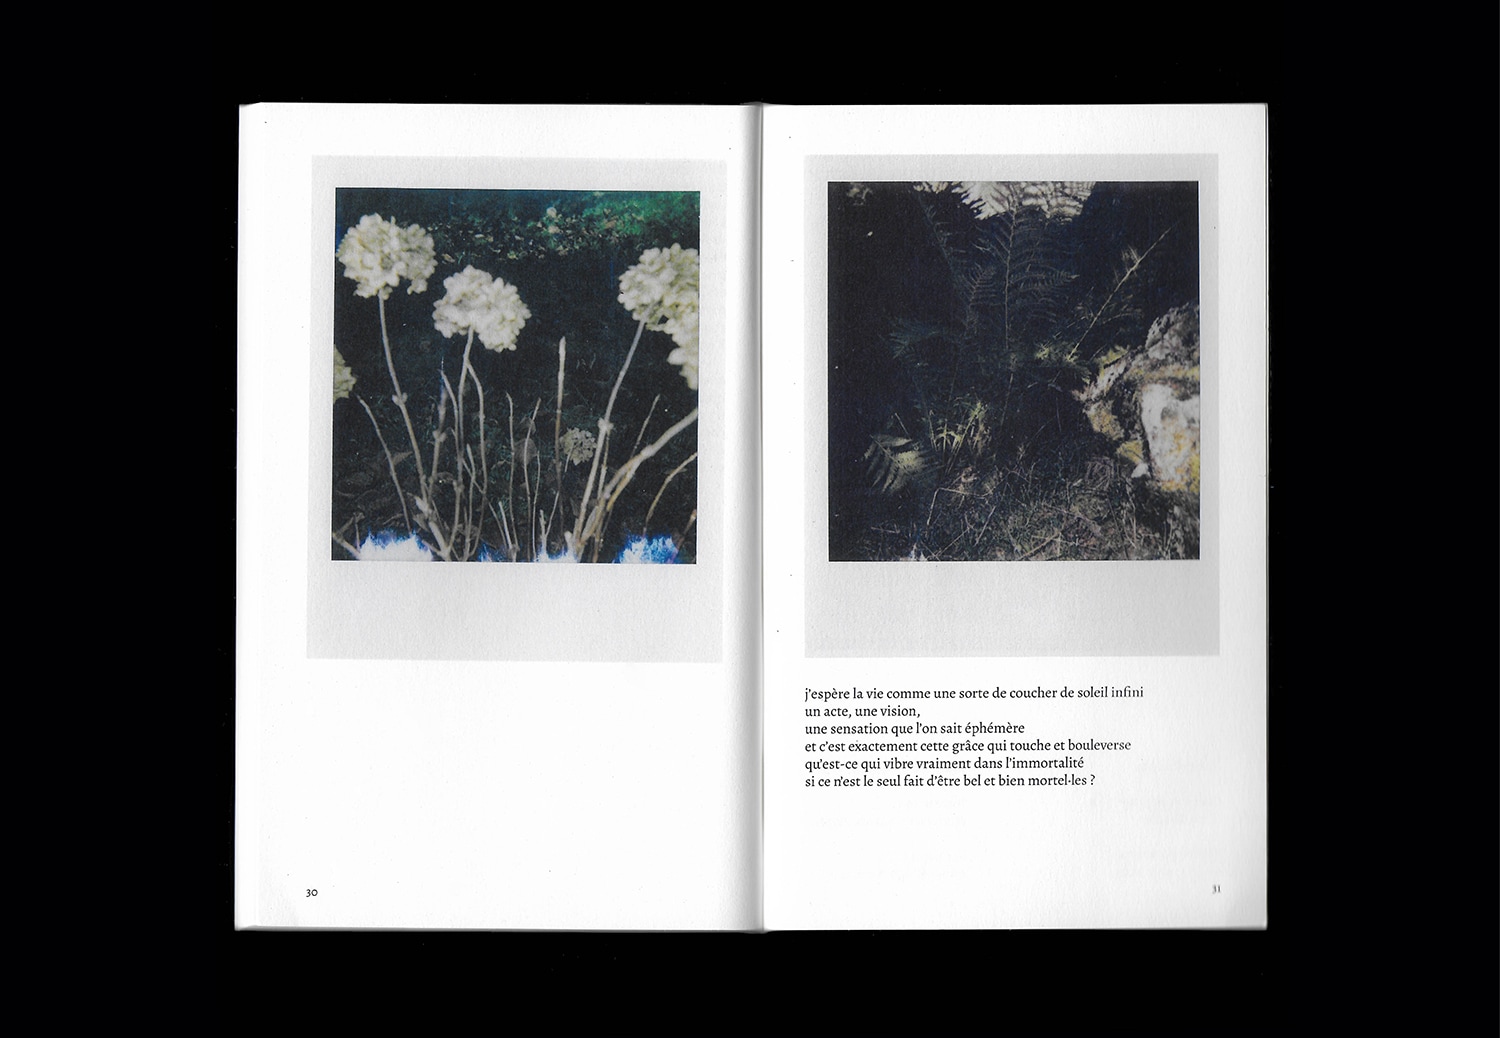 j'espère la vie comme une sorte de coucher de soleil infini
un acte, une vision,
une sensation que l'on sait éphémère
et c'est exactement cette grâce qui touche et bouleverse
qu'est-ce qui vibre vraiment dans l'immortalité
si ce n'est le seul fait d'être bel et bien mortel·les ?
30
31